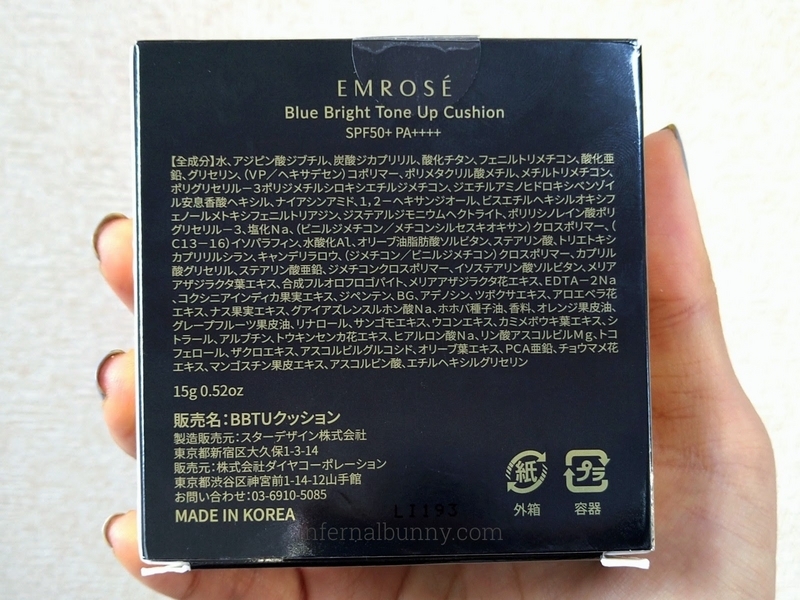 EMROSÉ
Blue Bright Tone Up Cushion
SPF50+ PA++++
【全成分】水、アジピン酸ジブチル、炭酸ジカプリリル、酸化チタン、フェニルトリメチコン、酸化亜
鉛、グリセリン、(VP／ヘキサデセン)コポリマー、ポリメタクリル酸メチル、メチルトリメチコン、
ポリグリセリル－3ポリジメチルシロキシエチルジメチコン、ジエチルアミノヒドロキシベンゾイ
ル安息香酸ヘキシル、ナイアシンアミド、1,2－ヘキサンジオール、ビスエチルヘキシルオキシフ
ェノールメトキシフェニルトリアジン、ジステアルジモニウムヘクトライト、ポリリシノレイン酸ポリ
グリセリル－3、塩化Na、(ビニルジメチコン／メチコンシルセスキオキサン)クロスポリマー、(
C13－16)イソパラフィン、水酸化Al、オリーブ油脂肪酸ソルビタン、ステアリン酸、トリエトキシ
カプリリルシラン、キャンデリラロウ、(ジメチコン／ビニルジメチコン)クロスポリマー、カプリル
酸グリセリル、ステアリン酸亜鉛、ジメチコンクロスポリマー、イソステアリン酸ソルビタン、メリア
アザジラクタ葉エキス、合成フルオロフロゴパイト、メリアアザジラクタ花エキス、EDTA－2Na
、コクシニアインディカ果実エキス、ジペンテン、BG、アデノシン、ツボクサエキス、アロエベラ花
エキス、ナス果実エキス、グアイアズレンスルホン酸Na、ホホバ種子油、香料、オレンジ果皮油、
グレープフルーツ果皮油、リナロール、サンゴモエキス、ウコンエキス、カミメボウキ葉エキス、シ
トラール、アルブチン、トウキンセンカ花エキス、ヒアルロン酸Na、リン酸アスコルビルMg、トコ
フェロール、ザクロエキス、アスコルビルグルコシド、オリーブ葉エキス、PCA亜鉛、チョウマメ花
エキス、マンゴスチン果皮エキス、アスコルビン酸、エチルヘキシルグリセリン
15g 0.52oz
販売名：BBTUクッション
製造販売元：スターデザイン株式会社
東京都新宿区大久保1-3-14
販売元：株式会社ダイヤコーポレーション
東京都渋谷区神宮前1-14-12山手館
お問い合わせ：03-6910-5085
MADE IN KOREA
LI193
紙
外箱
プラ
容器
infernalbunny.com